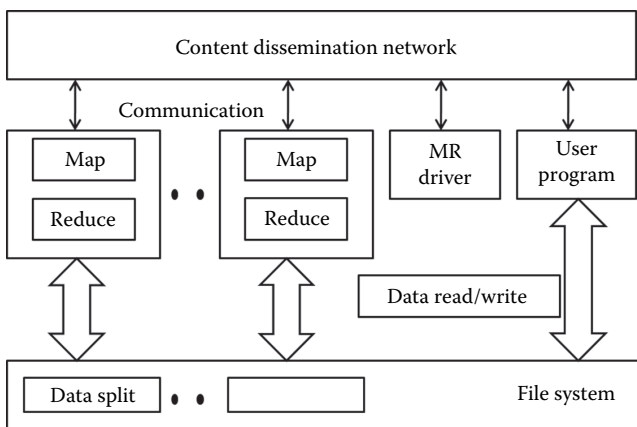 Content dissemination network
Communication
Map
Map
MR
driver
User
program
Reduce
Reduce
Data read/write
Data split
File system